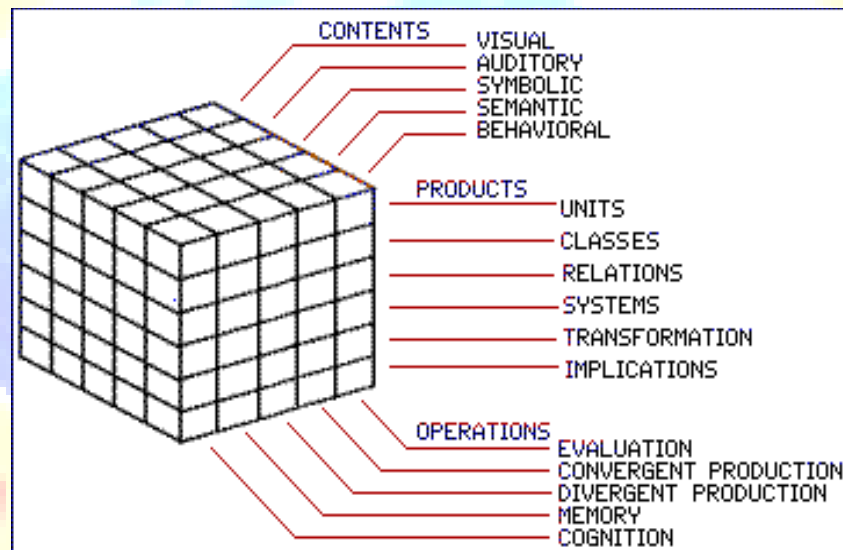 CONTENTS
VISUAL
AUDITORY
SYMBOLIC
SEMANTIC
BEHAVIORAL
PRODUCTS
UNITS
CLASSES
RELATIONS
SYSTEMS
TRANSFORMATION
IMPLICATIONS
OPERATIONS
EVALUATION
CONVERGENT PRODUCTION
DIVERGENT PRODUCTION
MEMORY
COGNITION